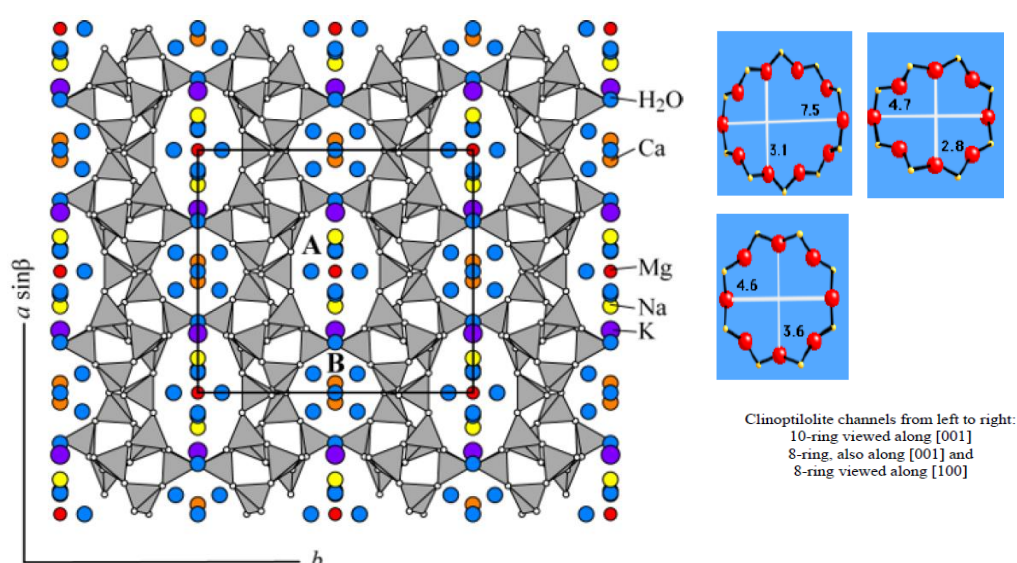 H₂O
Ca
A
Mg
Na
K
B
a sinβ
b
7.5
3.1
4.7
2.8
4.6
3.6
Clinoptilolite channels from left to right:
10-ring viewed along [001]
8-ring, also along [001] and
8-ring viewed along [100]